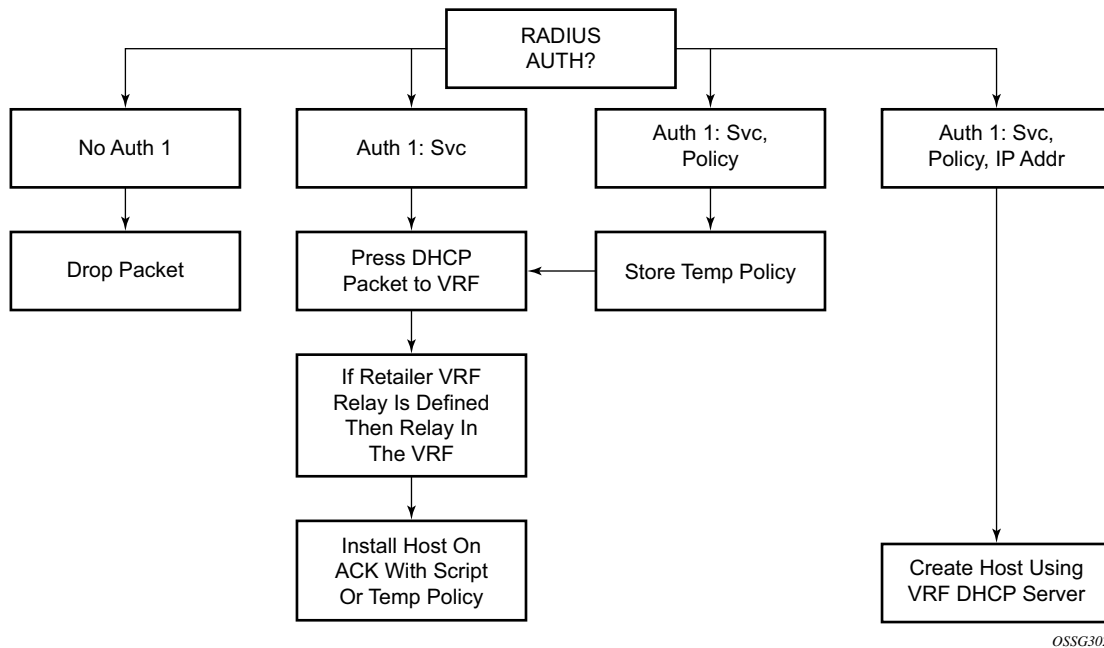 RADIUS
AUTH?
No Auth 1
Auth 1: Svc
Auth 1: Svc,
Policy
Auth 1: Svc,
Policy, IP Addr
Drop Packet
Press DHCP
Packet to VRF
Store Temp Policy
If Retailer VRF
Relay Is Defined
Then Relay In
The VRF
Install Host On
ACK With Script
Or Temp Policy
Create Host Using
VRF DHCP Server